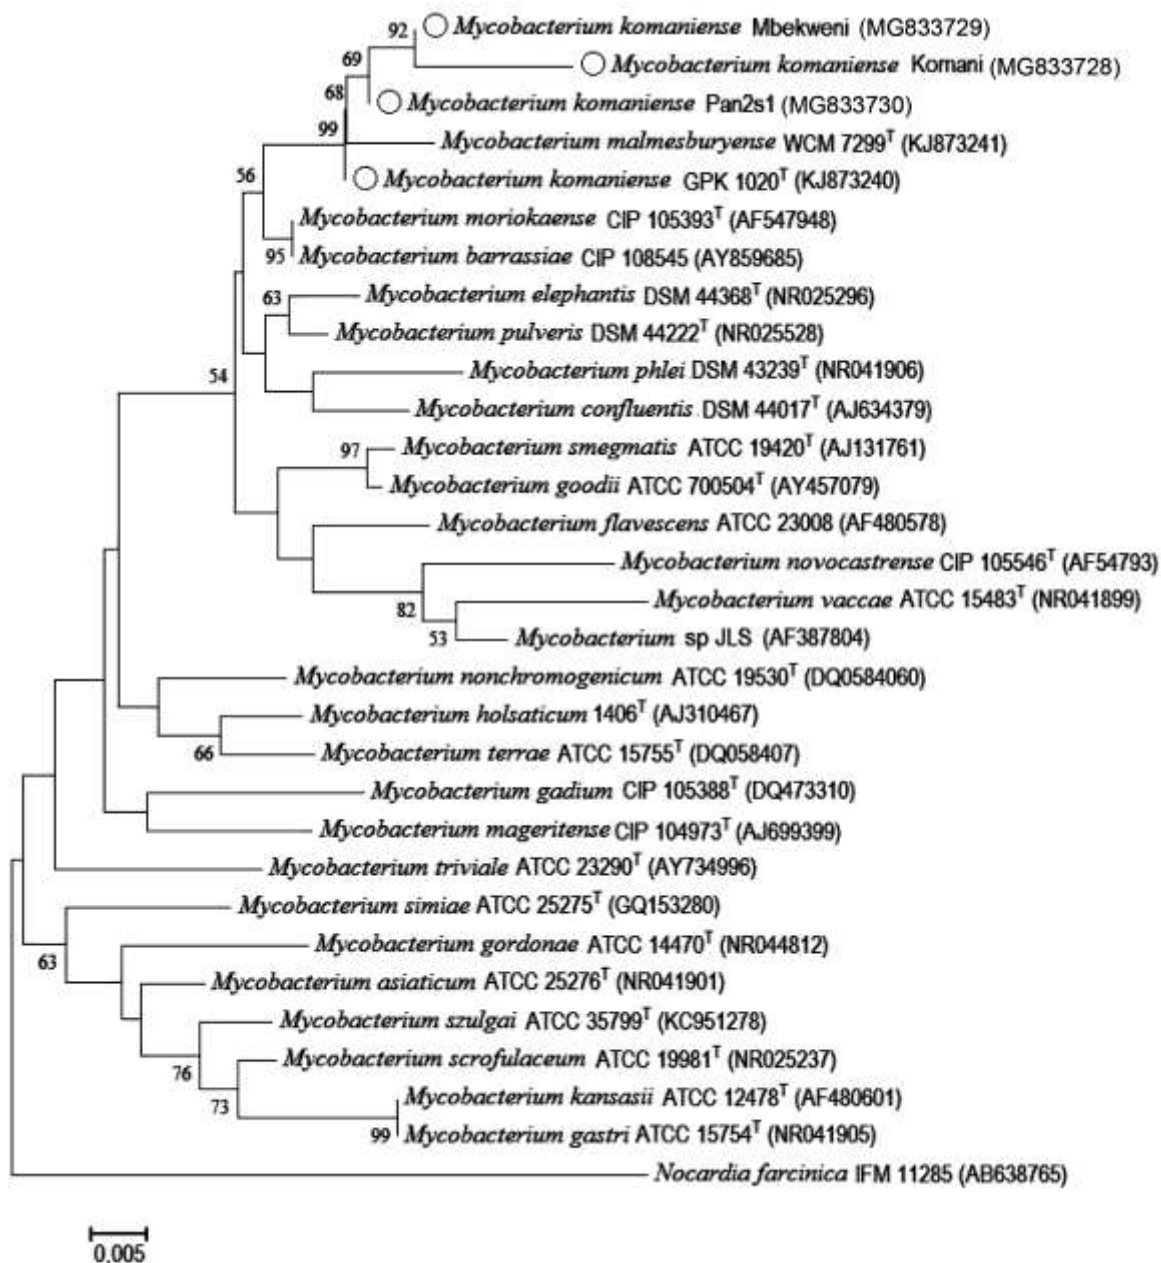 92 Mycobacterium komaniense Mbekweni (MG833729)
Mycobacterium komaniense Komani (MG833728)
69
68
Mycobacterium komaniense Pan2s1 (MG833730)
99
Mycobacterium malmesburyense WCM 7299ᵀ (KJ873241)
56
Mycobacterium komaniense GPK 1020ᵀ (KJ873240)
Mycobacterium moriokaense CIP 105393ᵀ (AF547948)
95 Mycobacterium barrassiae CIP 108545 (AY859685)
63 Mycobacterium elephantis DSM 44368ᵀ (NR025296)
Mycobacterium pulveris DSM 44222ᵀ (NR025528)
54
Mycobacterium phlei DSM 43239ᵀ (NR041906)
Mycobacterium confluentis DSM 44017ᵀ (AJ634379)
97 Mycobacterium smegmatis ATCC 19420ᵀ (AJ131761)
Mycobacterium goodii ATCC 700504ᵀ (AY457079)
Mycobacterium flavescens ATCC 23008 (AF480578)
Mycobacterium novocastrense CIP 105546ᵀ (AF54793)
82
Mycobacterium vaccae ATCC 15483ᵀ (NR041899)
53 Mycobacterium sp JLS (AF387804)
Mycobacterium nonchromogenicum ATCC 19530ᵀ (DQ0584060)
Mycobacterium holsaticum 1406ᵀ (AJ310467)
66 Mycobacterium terrae ATCC 15755ᵀ (DQ058407)
Mycobacterium gadium CIP 105388ᵀ (DQ473310)
Mycobacterium mageritense CIP 104973ᵀ (AJ699399)
Mycobacterium triviale ATCC 23290ᵀ (AY734996)
Mycobacterium simiae ATCC 25275ᵀ (GQ153280)
63
Mycobacterium gordonae ATCC 14470ᵀ (NR044812)
Mycobacterium asiaticum ATCC 25276ᵀ (NR041901)
Mycobacterium szulgai ATCC 35799ᵀ (KC951278)
76
Mycobacterium scrofulaceum ATCC 19981ᵀ (NR025237)
73
Mycobacterium kansasii ATCC 12478ᵀ (AF480601)
99 Mycobacterium gastri ATCC 15754ᵀ (NR041905)
Nocardia farcinica IFM 11285 (AB638765)
0.005